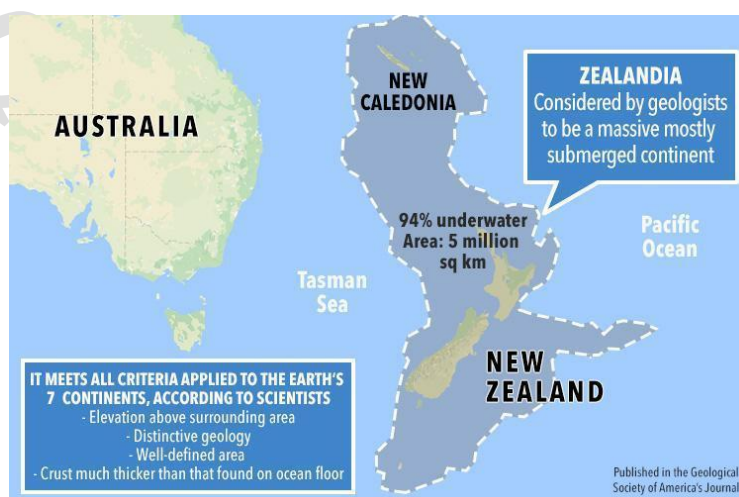 NEW
CALEDONIA
AUSTRALIA
ZEALANDIA
Considered by geologists
to be a massive mostly
submerged continent
94% underwater
Area: 5 million
sq km
Pacific
Ocean
Tasman
Sea
NEW
ZEALAND
IT MEETS ALL CRITERIA APPLIED TO THE EARTH'S
7 CONTINENTS, ACCORDING TO SCIENTISTS
- Elevation above surrounding area
- Distinctive geology
- Well-defined area
- Crust much thicker than that found on ocean floor
Published in the Geological
Society of America's Journal